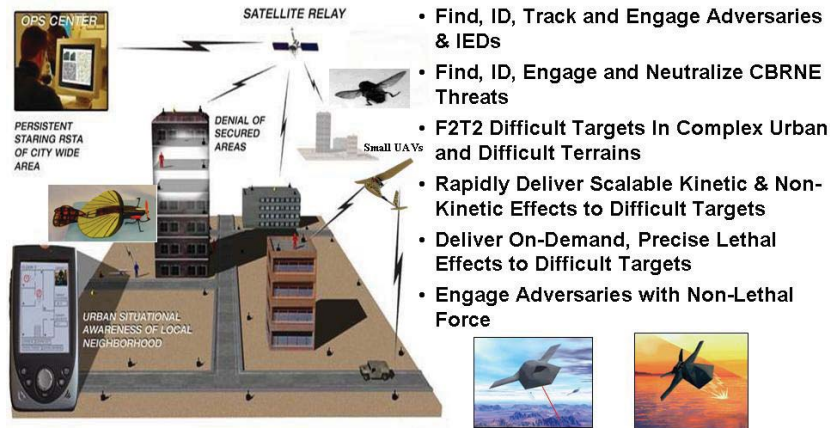 OPS CENTER
SATELLITE RELAY
PERSISTENT
STARING RSTA
OF CITY WIDE
AREA
DENIAL OF
SECURED
AREAS
Small UAVs
URBAN SITUATIONAL
AWARENESS OF LOCAL
NEIGHBORHOOD
• Find, ID, Track and Engage Adversaries
& IEDs
• Find, ID, Engage and Neutralize CBRNE
Threats
• F2T2 Difficult Targets In Complex Urban
and Difficult Terrains
• Rapidly Deliver Scalable Kinetic & Non-
Kinetic Effects to Difficult Targets
• Deliver On-Demand, Precise Lethal
Effects to Difficult Targets
• Engage Adversaries with Non-Lethal
Force